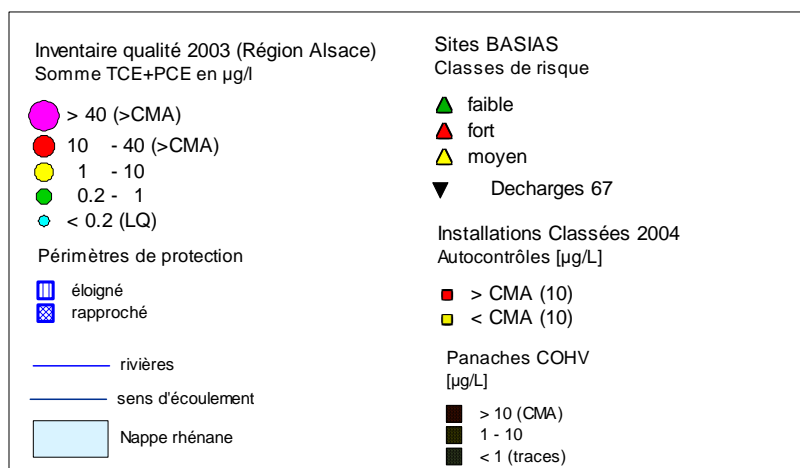 Inventaire qualité 2003 (Région Alsace)
Somme TCE+PCE en µg/l
> 40 (>CMA)
10 - 40 (>CMA)
1 - 10
0.2 - 1
< 0.2 (LQ)
Périmètres de protection
éloigné
rapproché
rivières
sens d'écoulement
Nappe rhénane
Sites BASIAS
Classes de risque
faible
fort
moyen
Decharges 67
Installations Classées 2004
Autocontrôles [µg/L]
> CMA (10)
< CMA (10)
Panaches COHV
[µg/L]
> 10 (CMA)
1 - 10
< 1 (traces)